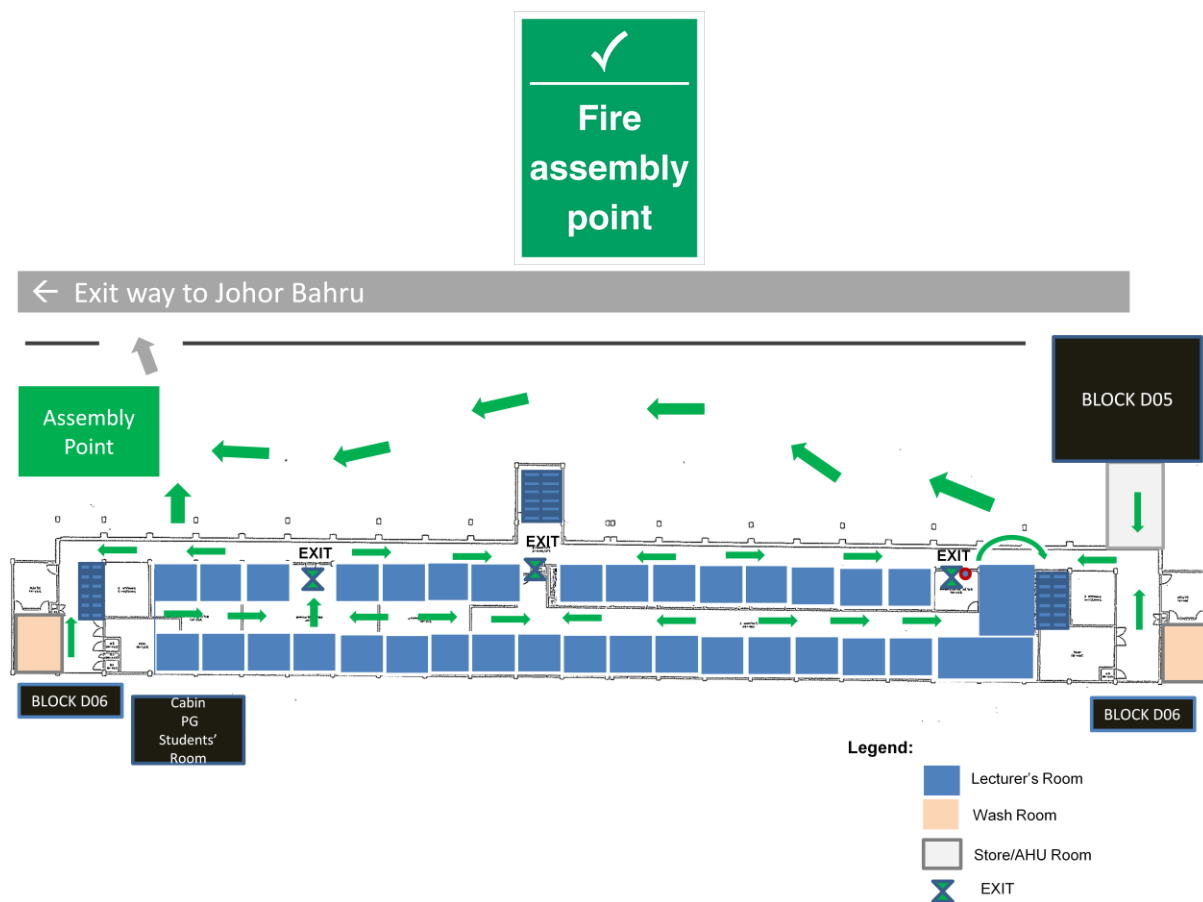 Fire
assembly
point
← Exit way to Johor Bahru
BLOCK D05
Assembly
Point
EXIT
EXIT
EXIT
BLOCK D06
Cabin
PG
Students’
Room
BLOCK D06
Legend:
Lecturer's Room
Wash Room
Store/AHU Room
EXIT